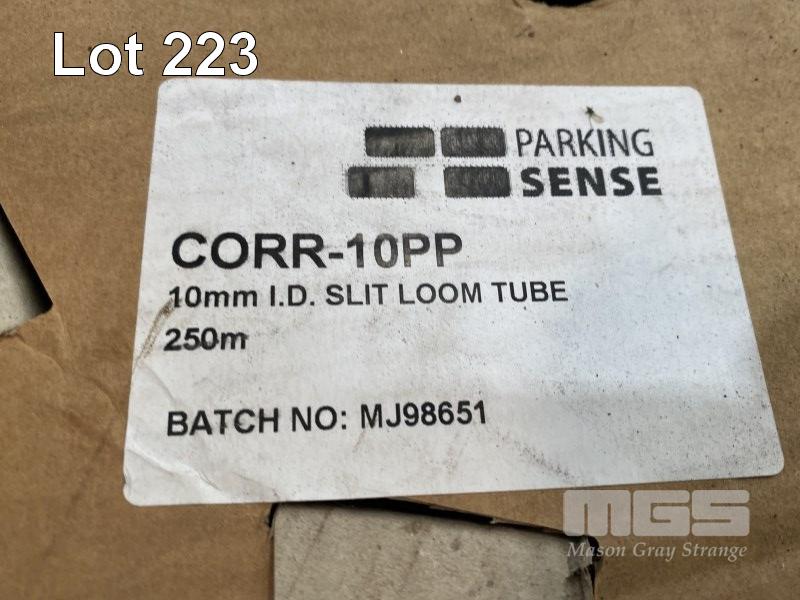 Lot 223
PARKING
SENSE
CORR-10PP
10mm I.D. SLIT LOOM TUBE
250m
BATCH NO: MJ98651
MGS
Mason Gray Strange